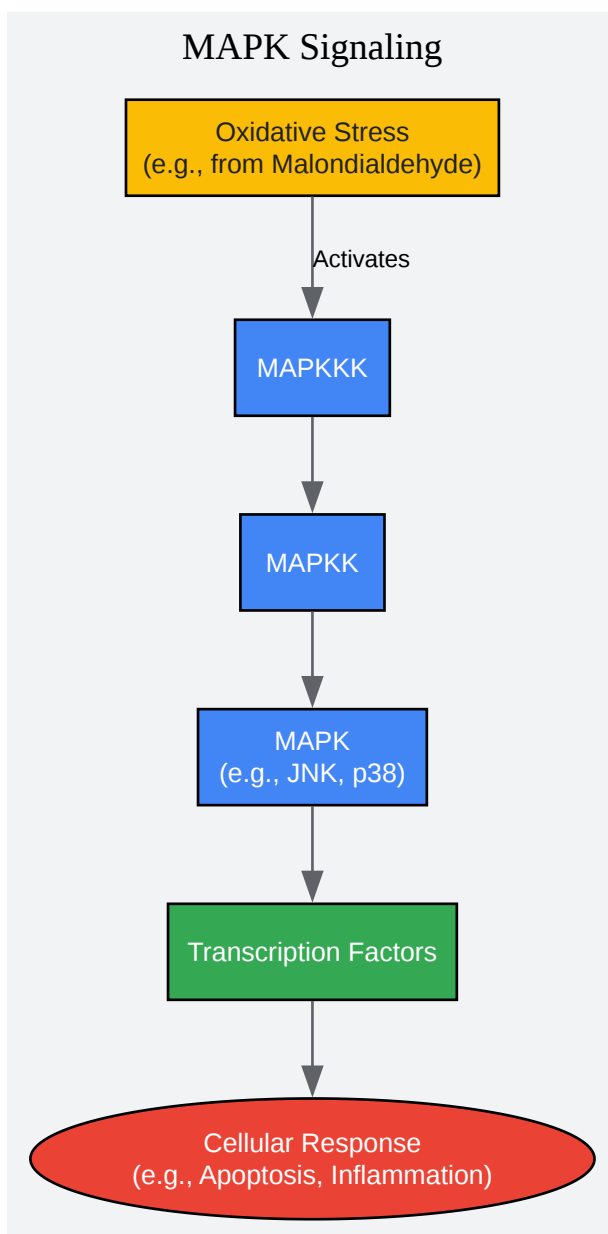 MAPK Signaling
Oxidative Stress
(e.g., from Malondialdehyde)
Activates
MAPKKK
MAPKK
MAPK
(e.g., JNK, p38)
Transcription Factors
Cellular Response
(e.g., Apoptosis, Inflammation)